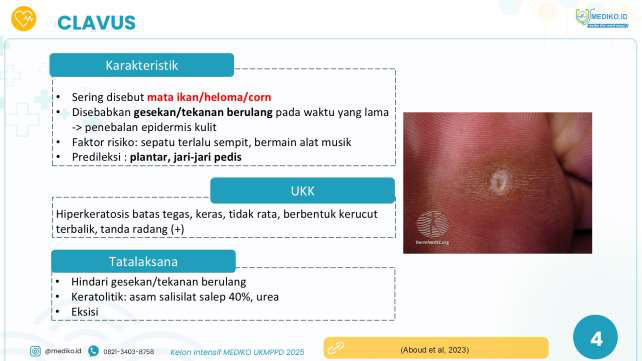 CLAVUS
MEDIKO.ID
Karakteristik
• Sering disebut mata ikan/heloma/corn
• Disebabkan gesekan/tekanan berulang pada waktu yang lama
-> penebalan epidermis kulit
• Faktor risiko: sepatu terlalu sempit, bermain alat musik
• Predileksi : plantar, jari-jari pedis
UKK
Hiperkeratosis batas tegas, keras, tidak rata, berbentuk kerucut
terbalik, tanda radang (+)
Tatalaksana
• Hindari gesekan/tekanan berulang
• Keratolitik: asam salisilat salep 40%, urea
• Eksisi
@mediko.id
0821-3403-8758
Kelon Intensif MEDIKO UKMPPD 2025
(Aboud et al, 2023)
4